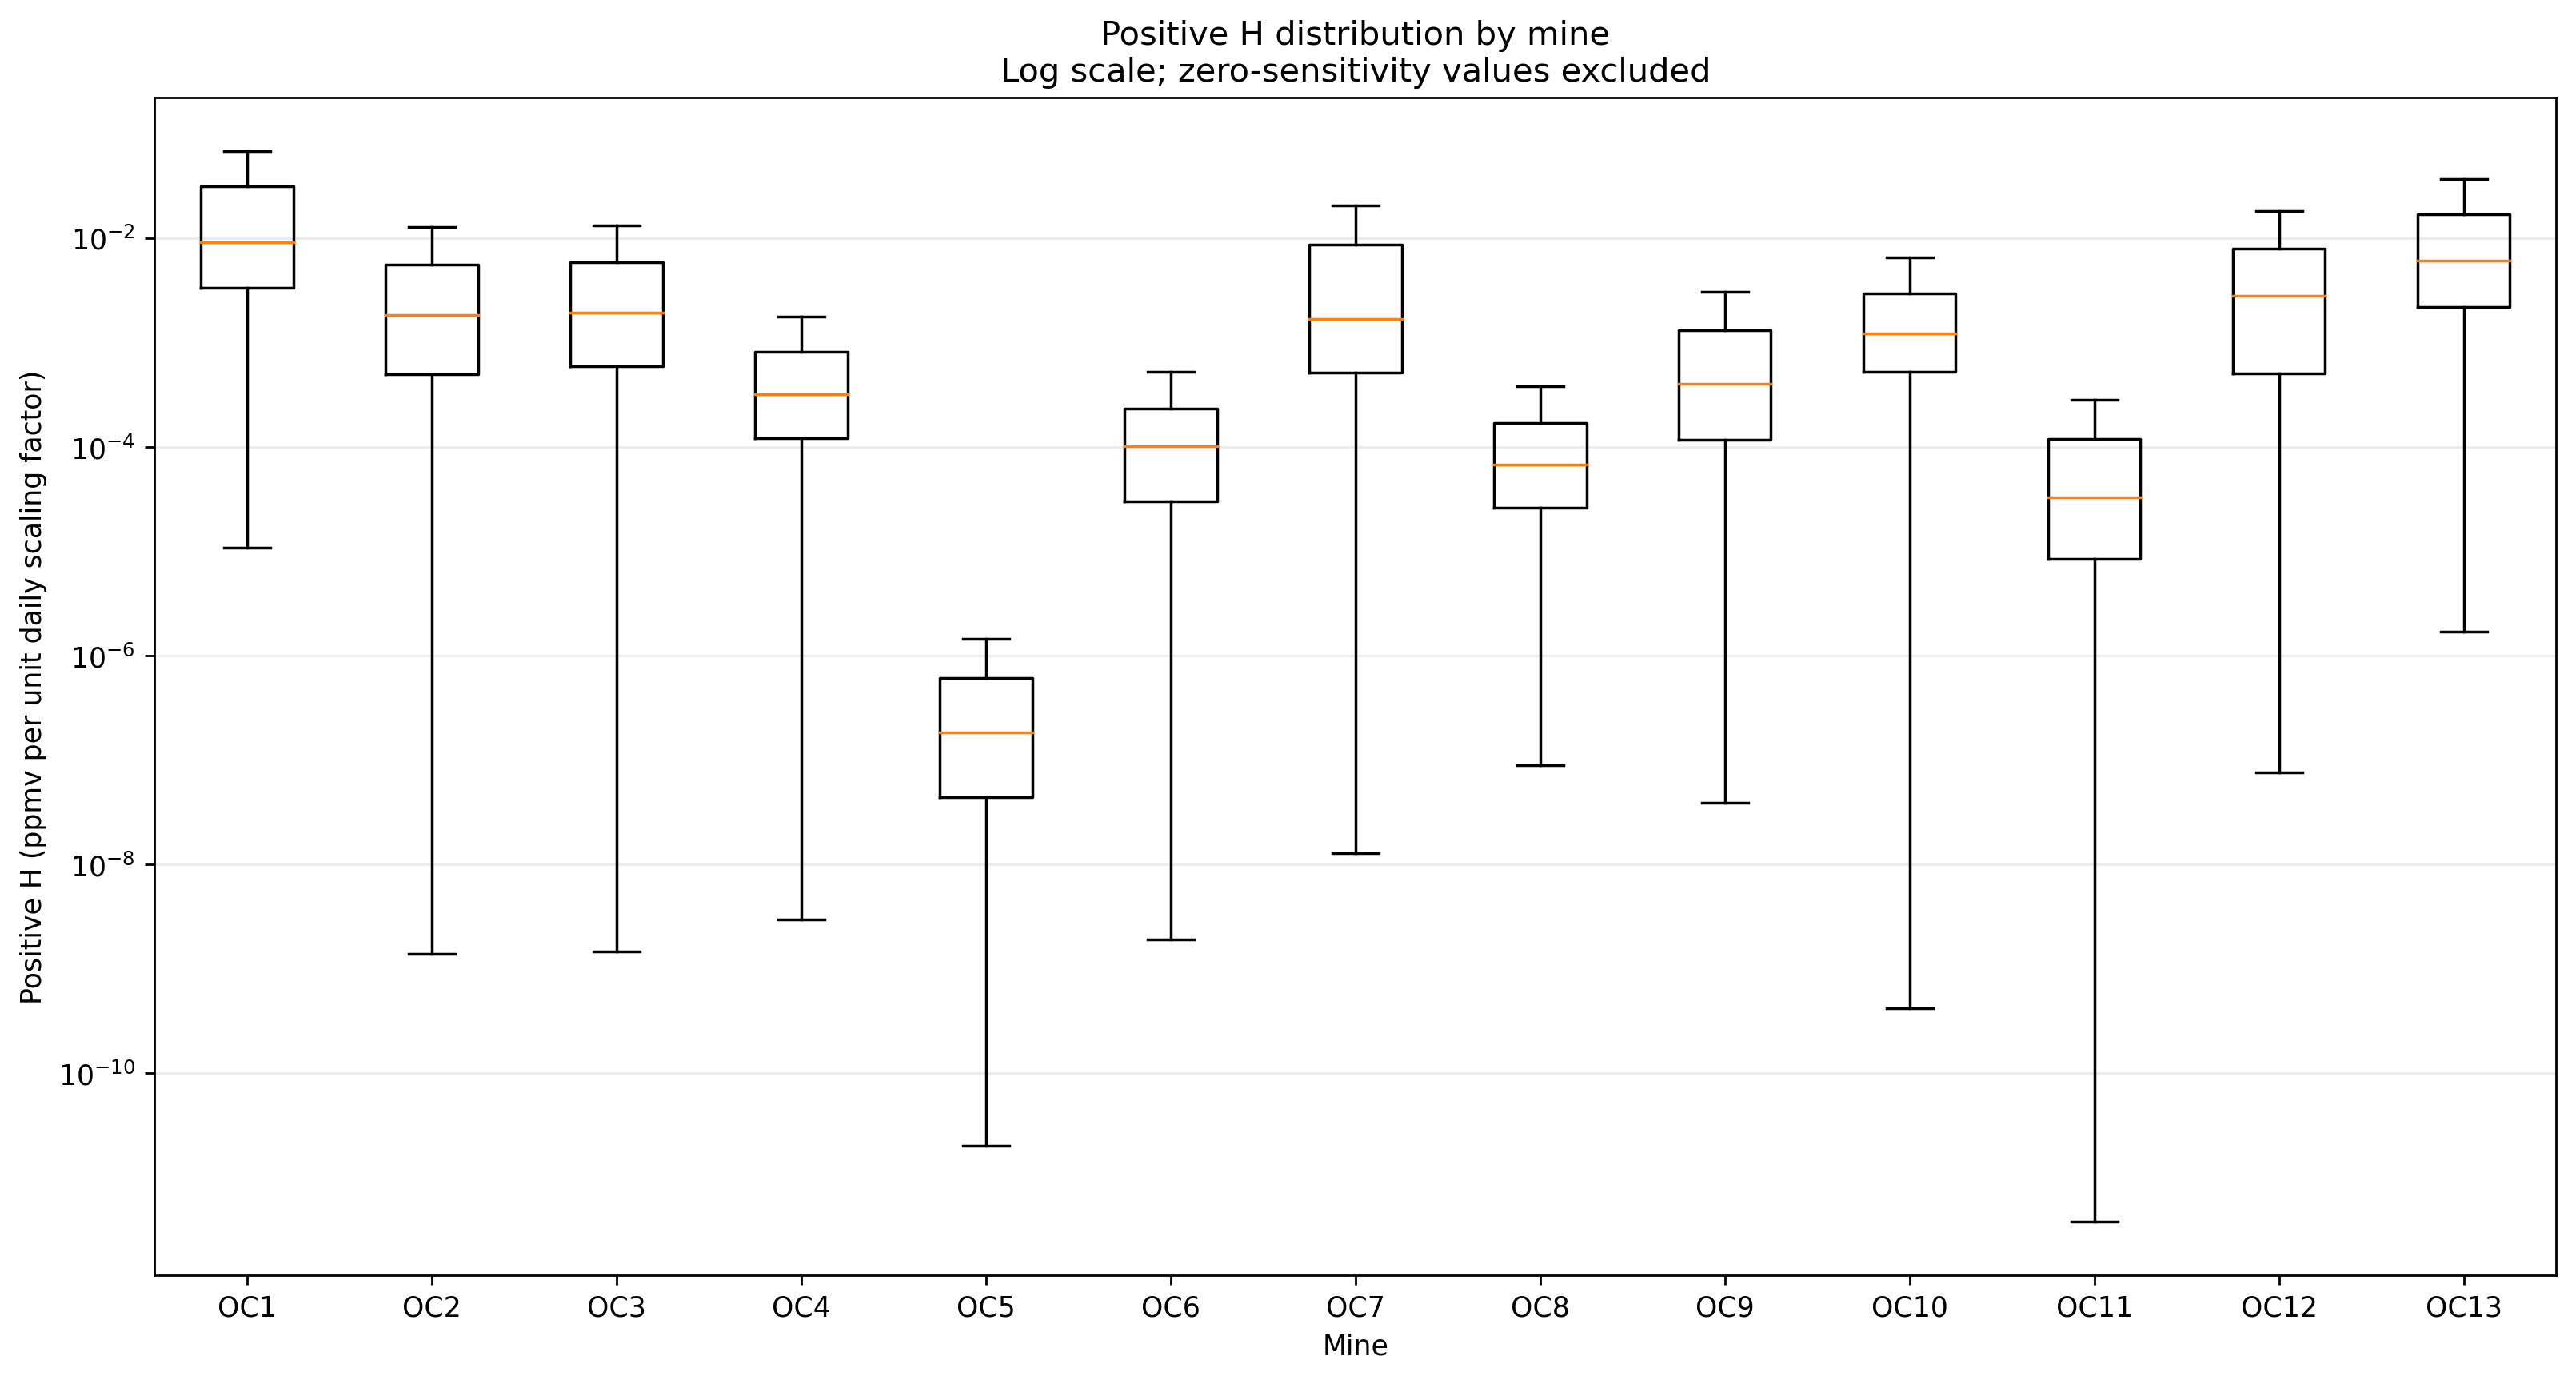 Positive H distribution by mine
Log scale; zero-sensitivity values excluded
Positive H (ppmv per unit daily scaling factor)
10⁻²
10⁻⁴
10⁻⁶
10⁻⁸
10⁻¹⁰
OC1 OC2 OC3 OC4 OC5 OC6 OC7 OC8 OC9 OC10 OC11 OC12 OC13
Mine